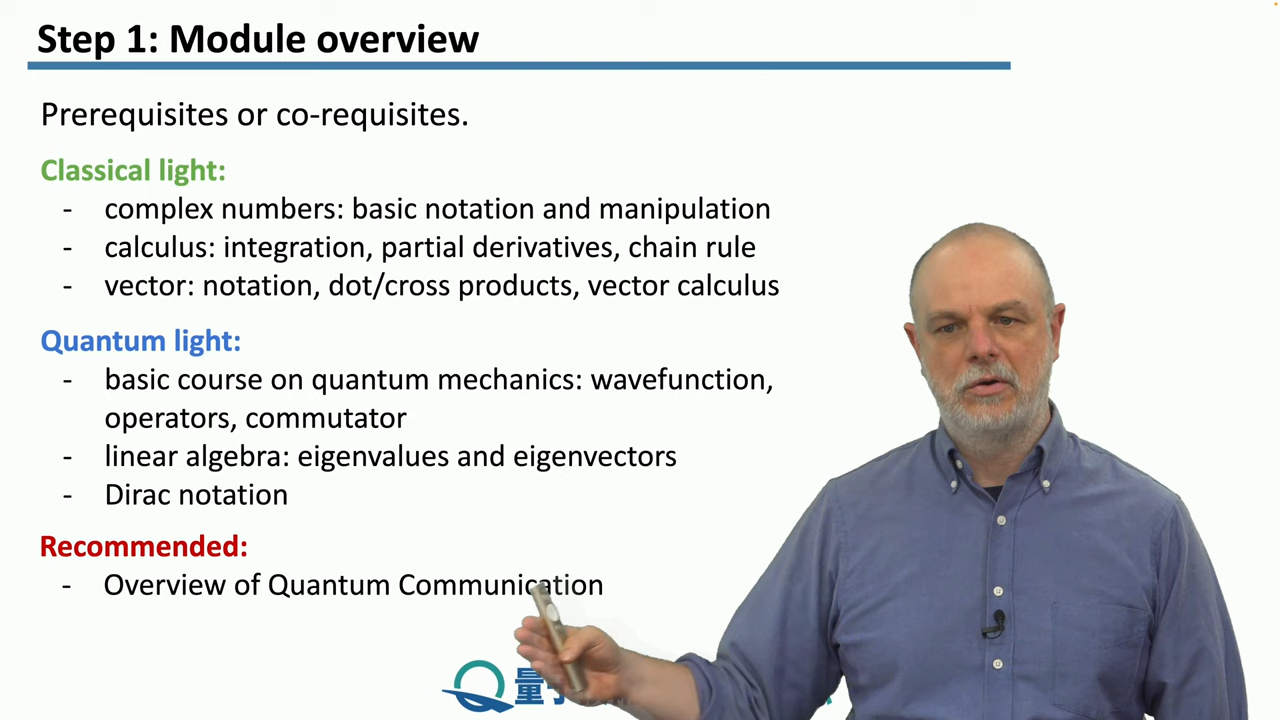 Step 1: Module overview
Prerequisites or co-requisites.
Classical light:
- complex numbers: basic notation and manipulation
- calculus: integration, partial derivatives, chain rule
- vector: notation, dot/cross products, vector calculus
Quantum light:
- basic course on quantum mechanics: wavefunction,
operators, commutator
- linear algebra: eigenvalues and eigenvectors
- Dirac notation
Recommended:
- Overview of Quantum Communication
量